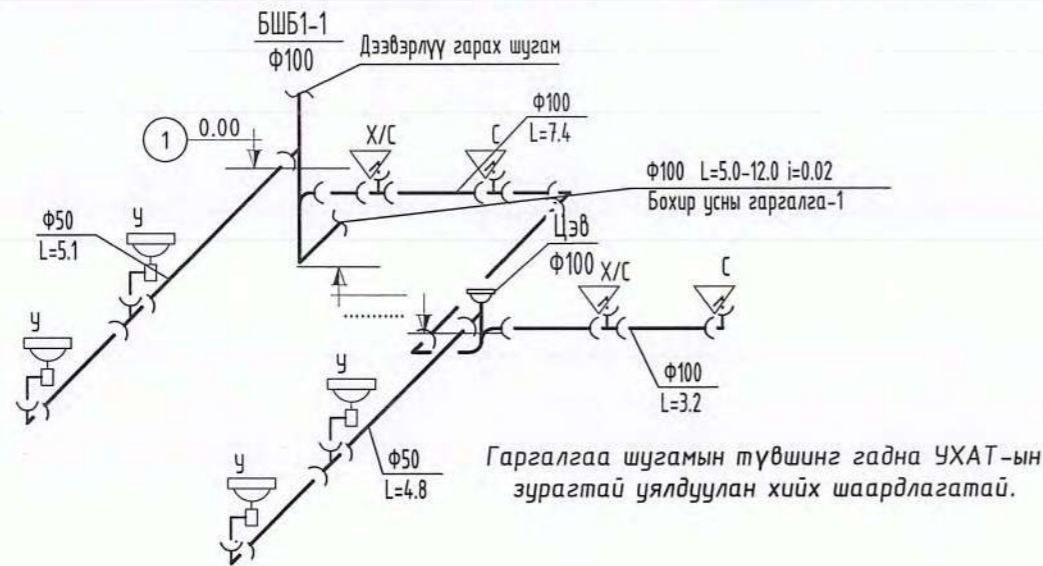 БШБ1-1
Ф100
Дээвэрлүү гарах шугам
1
0.00
Х/С
С
Ф100
L=7.4
Ф100 L=5.0-12.0 i=0.02
Бохир усны гаргалга-1
Ф50
L=5.1
У
У
Цэв
Ф100
Х/С
С
..........
Ф100
L=3.2
У
Ф50
L=4.8
У
Гаргалгаа шугамын түвшинг гадна УХАТ-ын
зурагтай уялдуулан хийх шаардлагатай.